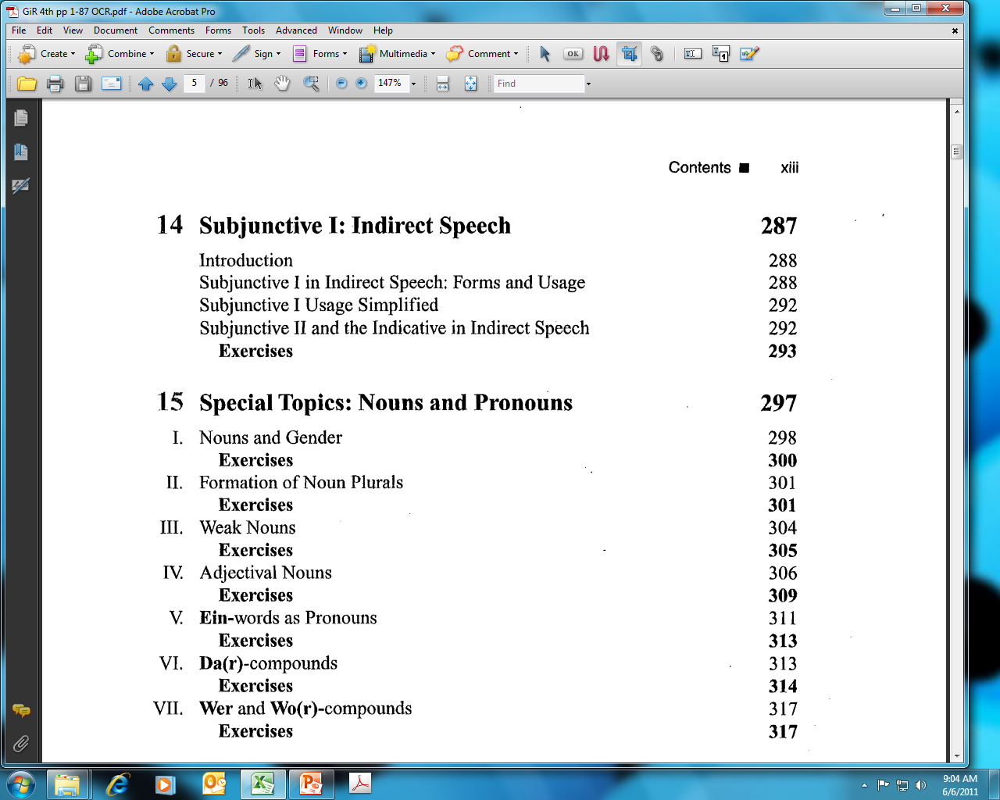 GiR 4th pp 1-87 OCR.pdf - Adobe Acrobat Pro
File Edit View Document Comments Forms Tools Advanced Window Help
Create Combine Secure Sign Forms Multimedia Comment OK
5 / 96 147% Find
Contents ■ xiii
14 Subjunctive I: Indirect Speech 287
Introduction 288
Subjunctive I in Indirect Speech: Forms and Usage 288
Subjunctive I Usage Simplified 292
Subjunctive II and the Indicative in Indirect Speech 292
Exercises 293
15 Special Topics: Nouns and Pronouns 297
I. Nouns and Gender 298
Exercises 300
II. Formation of Noun Plurals 301
Exercises 301
III. Weak Nouns 304
Exercises 305
IV. Adjectival Nouns 306
Exercises 309
V. Ein-words as Pronouns 311
Exercises 313
VI. Da(r)-compounds 313
Exercises 314
VII. Wer and Wo(r)-compounds 317
Exercises 317
9:04 AM
6/6/2011